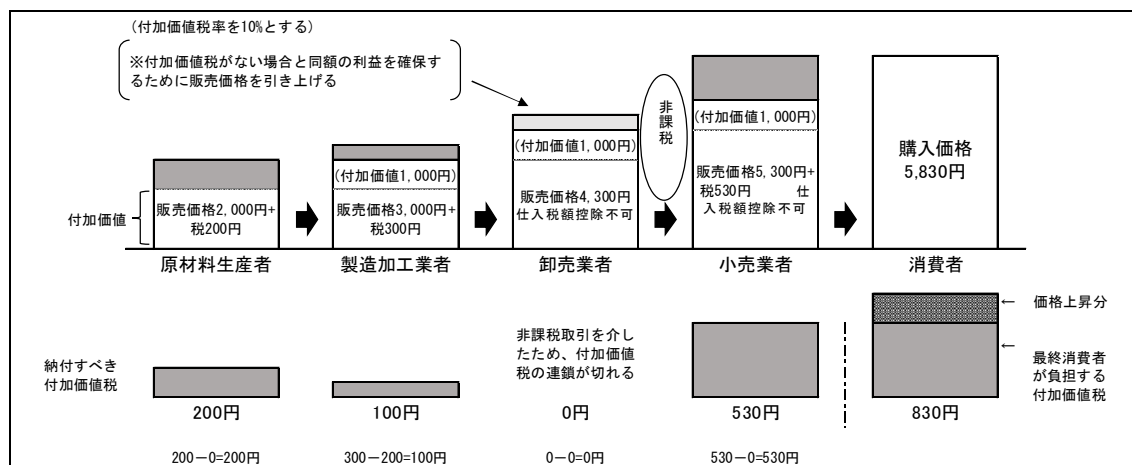 (付加価値税率を10%とする)
※付加価値税がない場合と同額の利益を確保す
るために販売価格を引き上げる
非課税
(付加価値1,000円)
(付加価値1,000円)
(付加価値1,000円)
付加価値
販売価格2,000円+
税200円
販売価格3,000円+
税300円
販売価格4,300円
仕入税額控除不可
販売価格5,300円+
税530円 仕
入税額控除不可
購入価格
5,830円
原材料生産者
製造加工業者
卸売業者
小売業者
消費者
納付すべき
付加価値税
非課税取引を介し
たため、付加価値
税の連鎖が切れる
← 価格上昇分
← 最終消費者
が負担する
付加価値税
200円
100円
0円
530円
830円
200-0=200円
300-200=100円
0-0=0円
530-0=530円